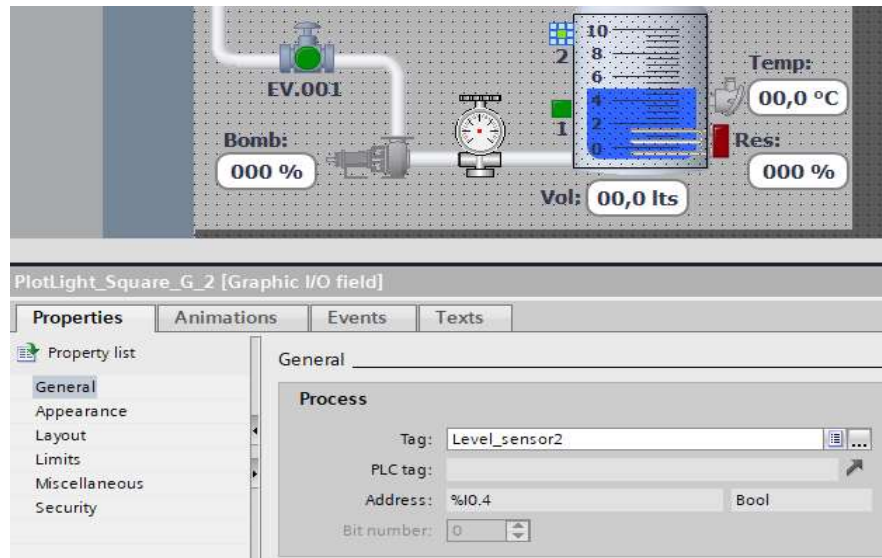 10
8
6
4
2
0
2
1
EV.001
Temp:
00,0 ºC
Bomb:
000 %
Res:
000 %
Vol:
00,0 lts
PlotLight_Square_G_2 [Graphic I/O field]
Properties
Animations
Events
Texts
Property list
General
Appearance
Layout
Limits
Miscellaneous
Security
General
Process
Tag:
Level_sensor2
...
PLC tag:
Address:
%I0.4
Bool
Bit number:
0